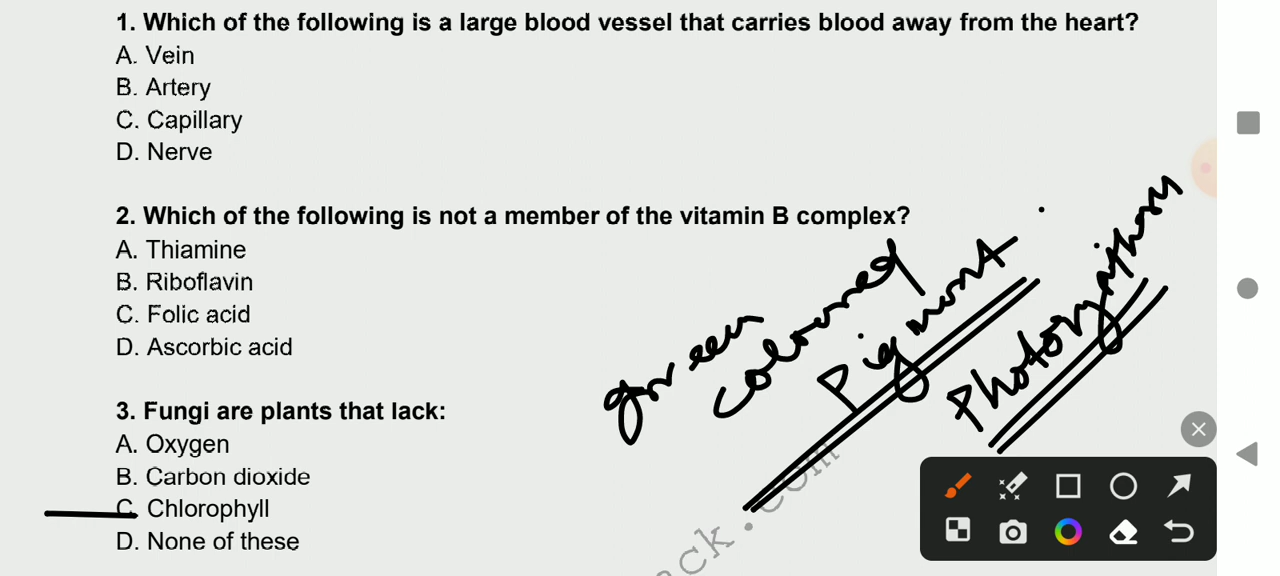 1. Which of the following is a large blood vessel that carries blood away from the heart?
A. Vein
B. Artery
C. Capillary
D. Nerve
2. Which of the following is not a member of the vitamin B complex?
A. Thiamine
B. Riboflavin
C. Folic acid
D. Ascorbic acid
3. Fungi are plants that lack:
A. Oxygen
B. Carbon dioxide
C. Chlorophyll
D. None of these
green
coloured
Pigment
ck.com